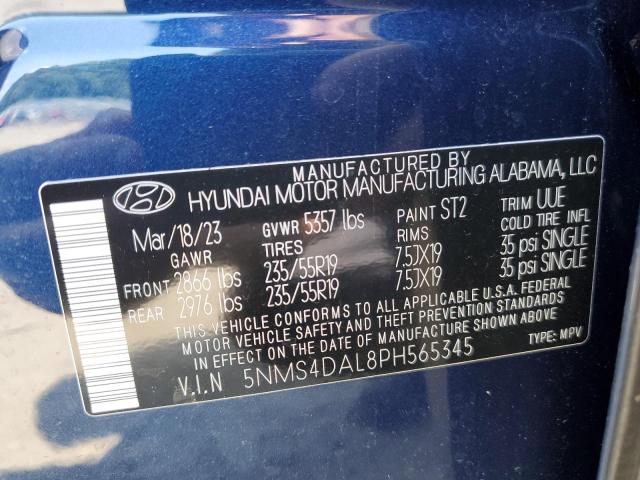 MANUFACTURED BY
HYUNDAI MOTOR MANUFACTURING ALABAMA, LLC
Mar/18/23 GVWR 5357 lbs PAINT ST2 TRIM UUE
GAWR TIRES RIMS COLD TIRE INFL
FRONT 2866 lbs 235/55R19 7.5JX19 35 psi SINGLE
REAR 2976 lbs 235/55R19 7.5JX19 35 psi SINGLE
THIS VEHICLE CONFORMS TO ALL APPLICABLE U.S.A. FEDERAL
MOTOR VEHICLE SAFETY AND THEFT PREVENTION STANDARDS
IN EFFECT ON THE DATE OF MANUFACTURE SHOWN ABOVE.
V.I.N 5NMS4DAL8PH565345 TYPE: MPV